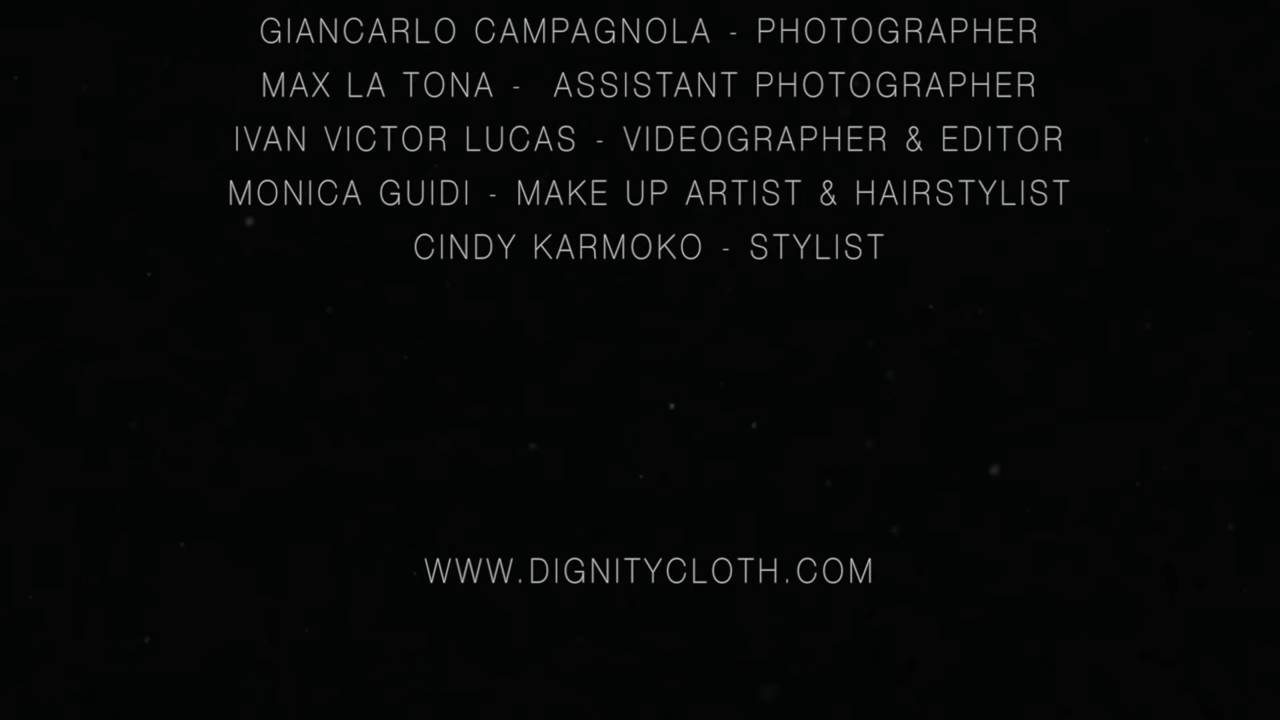 GIANCARLO CAMPAGNOLA - PHOTOGRAPHER
MAX LA TONA - ASSISTANT PHOTOGRAPHER
IVAN VICTOR LUCAS - VIDEOGRAPHER & EDITOR
MONICA GUIDI - MAKE UP ARTIST & HAIRSTYLIST
CINDY KARMOKO - STYLIST
WWW.DIGNITYCLOTH.COM